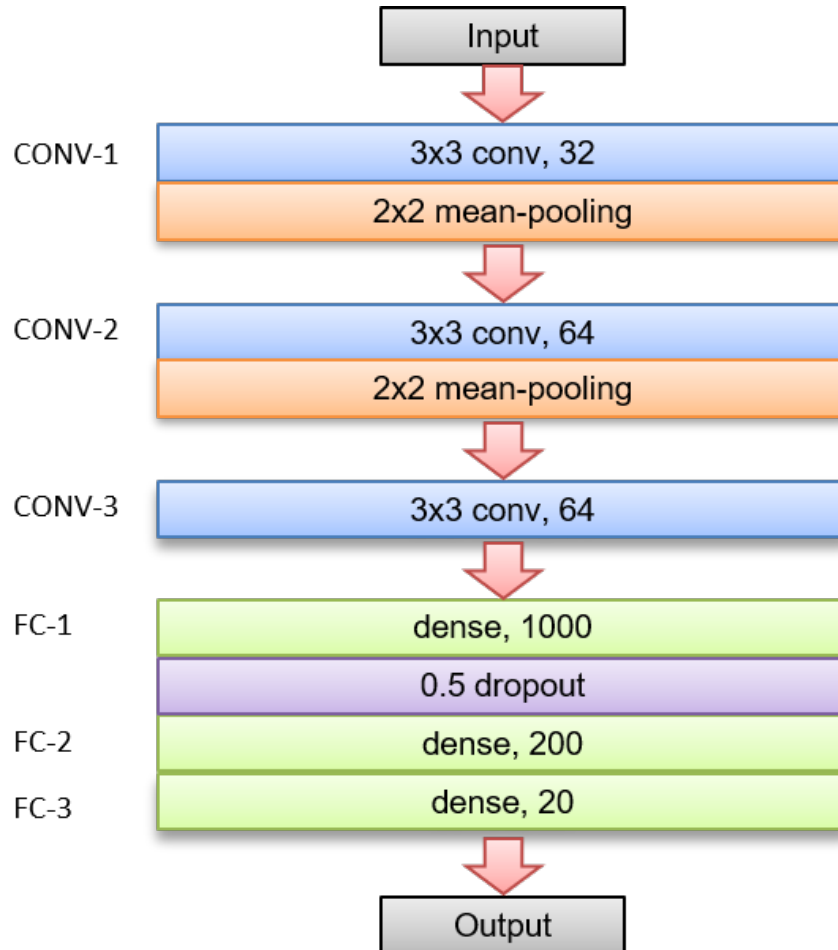 Input
CONV-1
3x3 conv, 32
2x2 mean-pooling
CONV-2
3x3 conv, 64
2x2 mean-pooling
CONV-3
3x3 conv, 64
FC-1
dense, 1000
0.5 dropout
FC-2
dense, 200
FC-3
dense, 20
Output